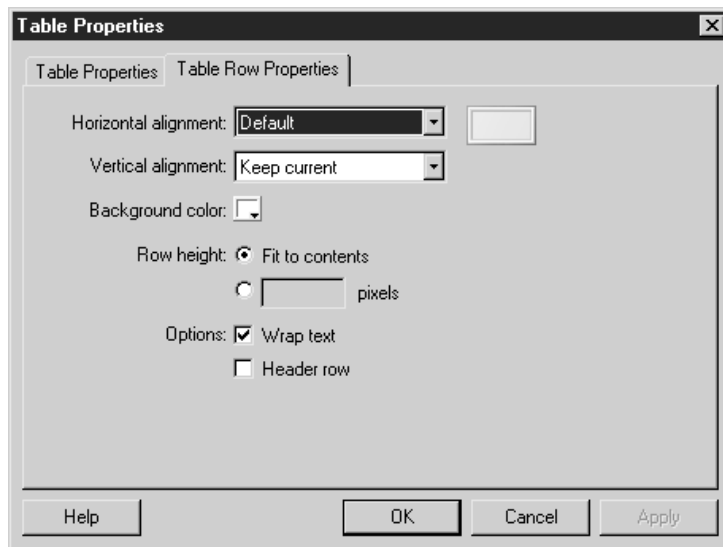 Table Properties
Table Properties Table Row Properties
Horizontal alignment: Default
Vertical alignment: Keep current
Background color:
Row height: Fit to contents
pixels
Options: Wrap text
Header row
Help OK Cancel Apply